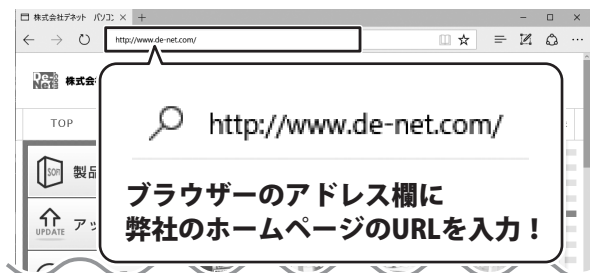 株式会社デネット パソコ
http://www.de-net.com/
De-Net 株式会
TOP
http://www.de-net.com/
SOFT 製品
ブラウザーのアドレス欄に
弊社のホームページのURLを入力!
UPDATE アッ